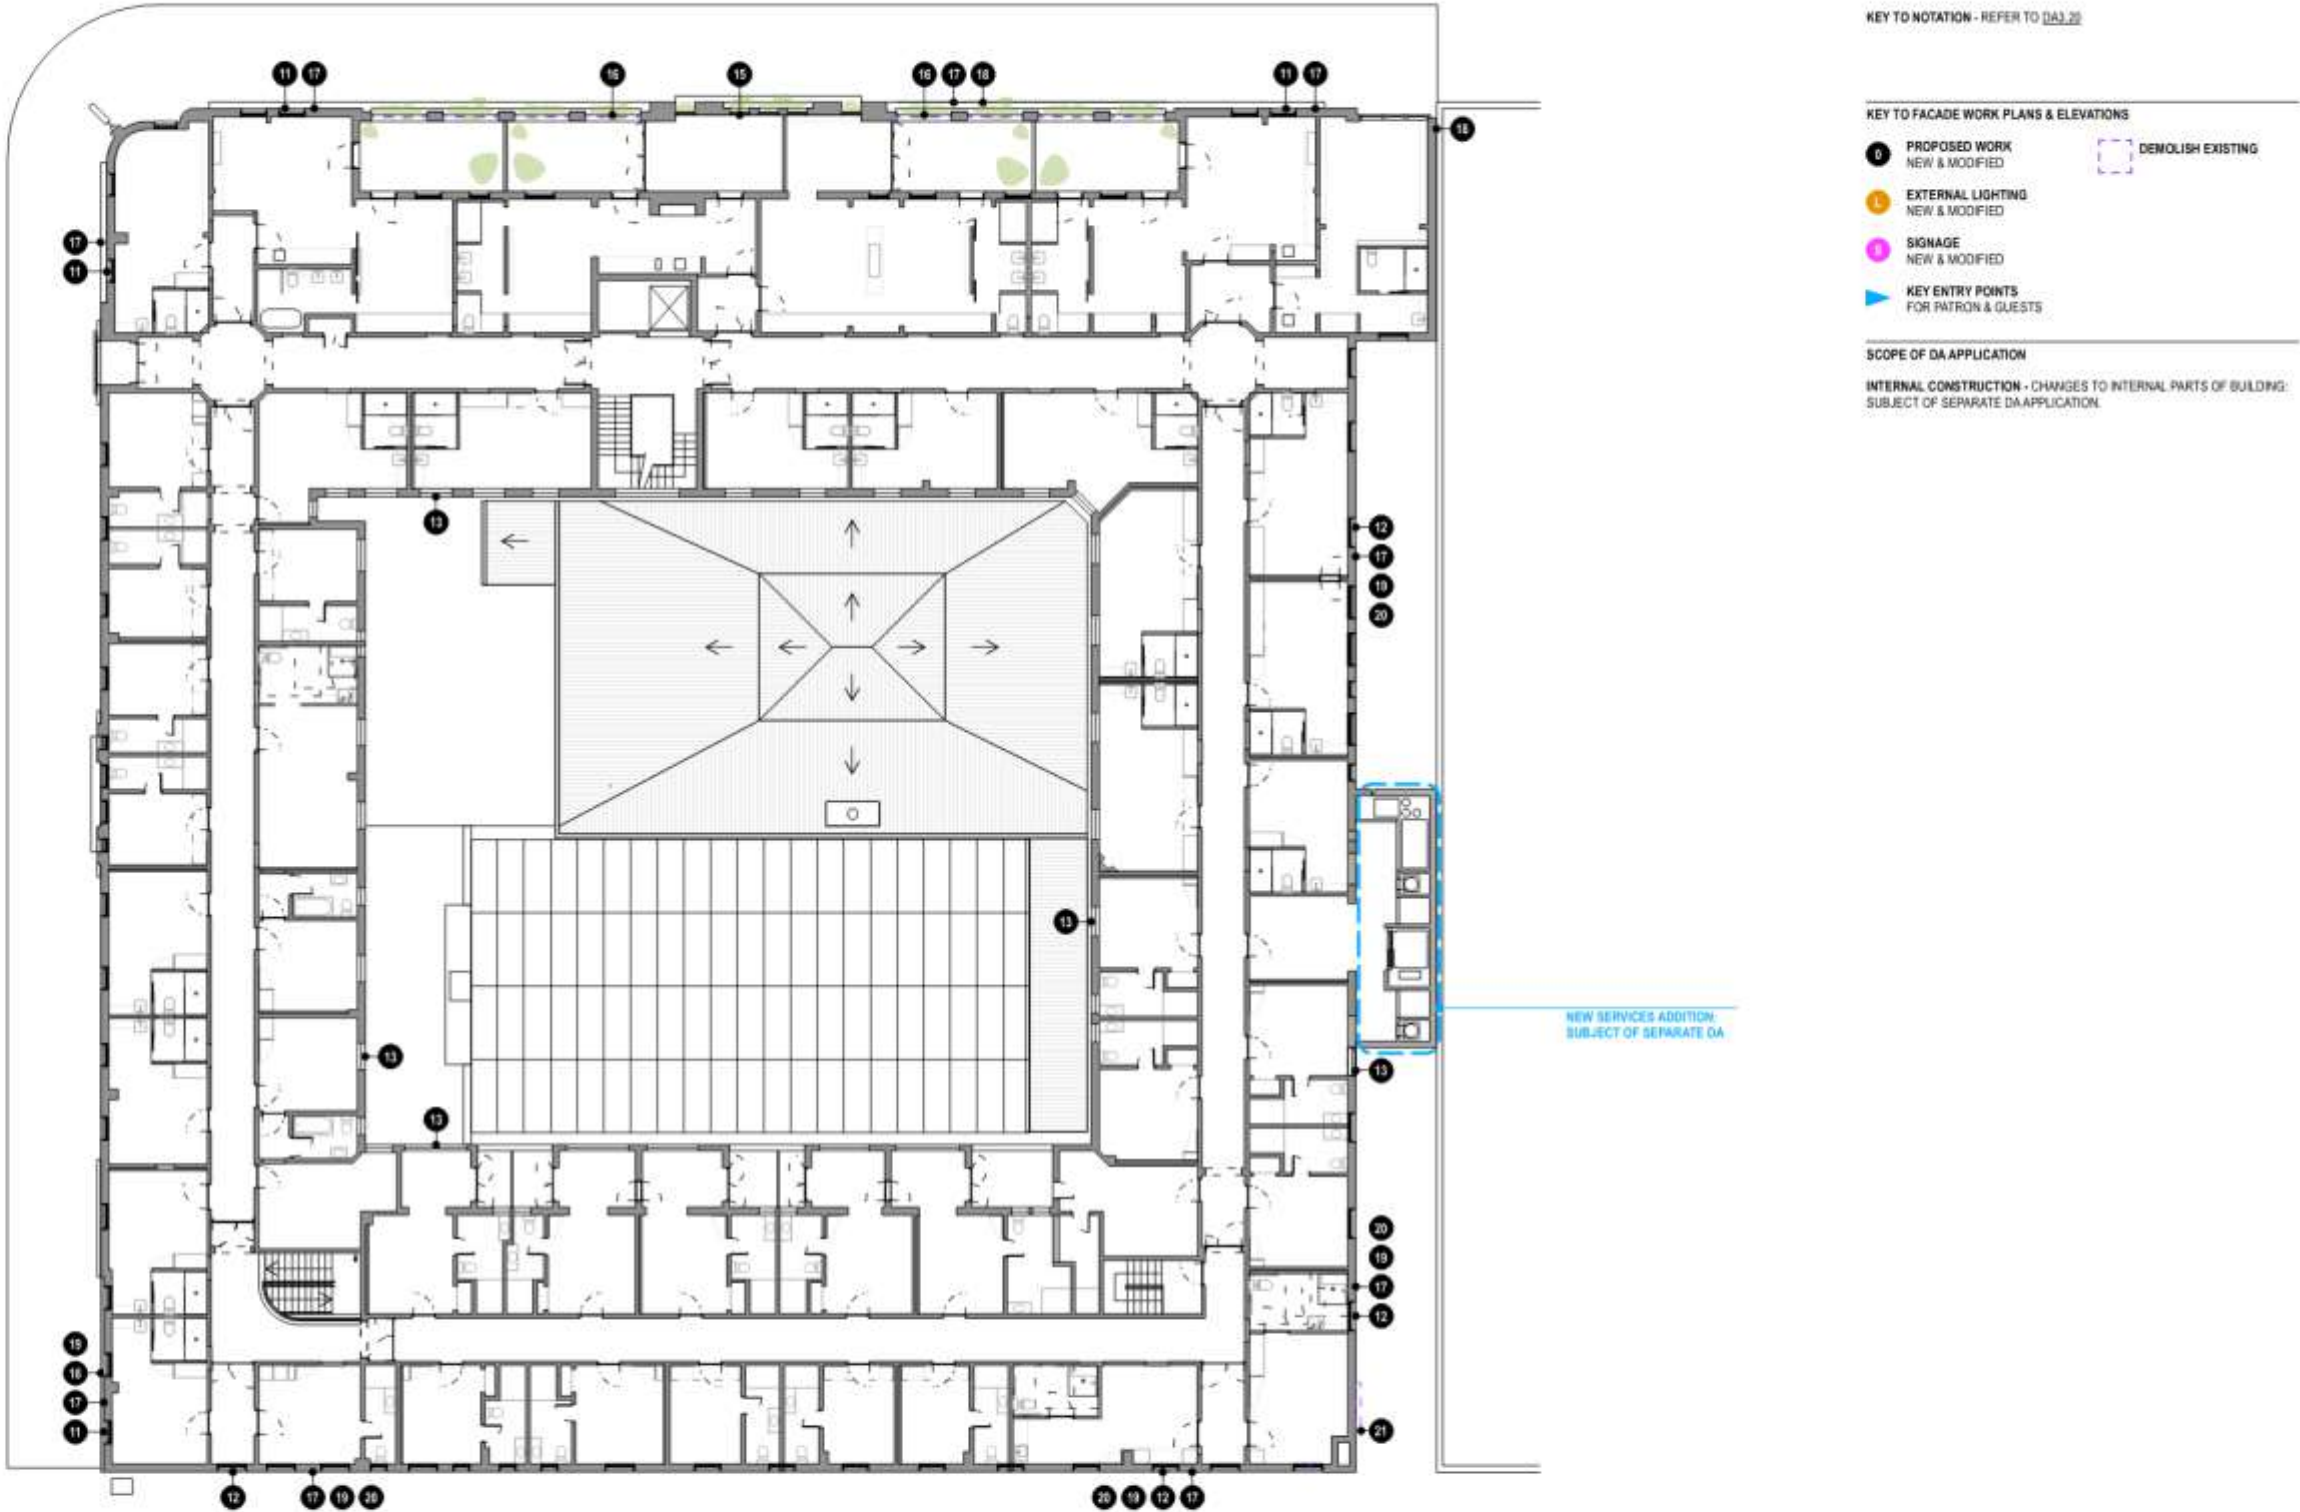 KEY TO NOTATION - REFER TO DA3.20
KEY TO FACADE WORK PLANS & ELEVATIONS
0 PROPOSED WORK
NEW & MODIFIED
DEMOLISH EXISTING
L EXTERNAL LIGHTING
NEW & MODIFIED
S SIGNAGE
NEW & MODIFIED
KEY ENTRY POINTS
FOR PATRON & GUESTS
SCOPE OF DA APPLICATION
INTERNAL CONSTRUCTION - CHANGES TO INTERNAL PARTS OF BUILDING:
SUBJECT OF SEPARATE DA APPLICATION.
11 17 16 15 16 17 18 11 17
18
17
11
13
12
17
19
20
13
NEW SERVICES ADDITION:
SUBJECT OF SEPARATE DA
13
13
13
20
19
17
12
19
18
17
11
21
12 17 19 20 20 19 12 17